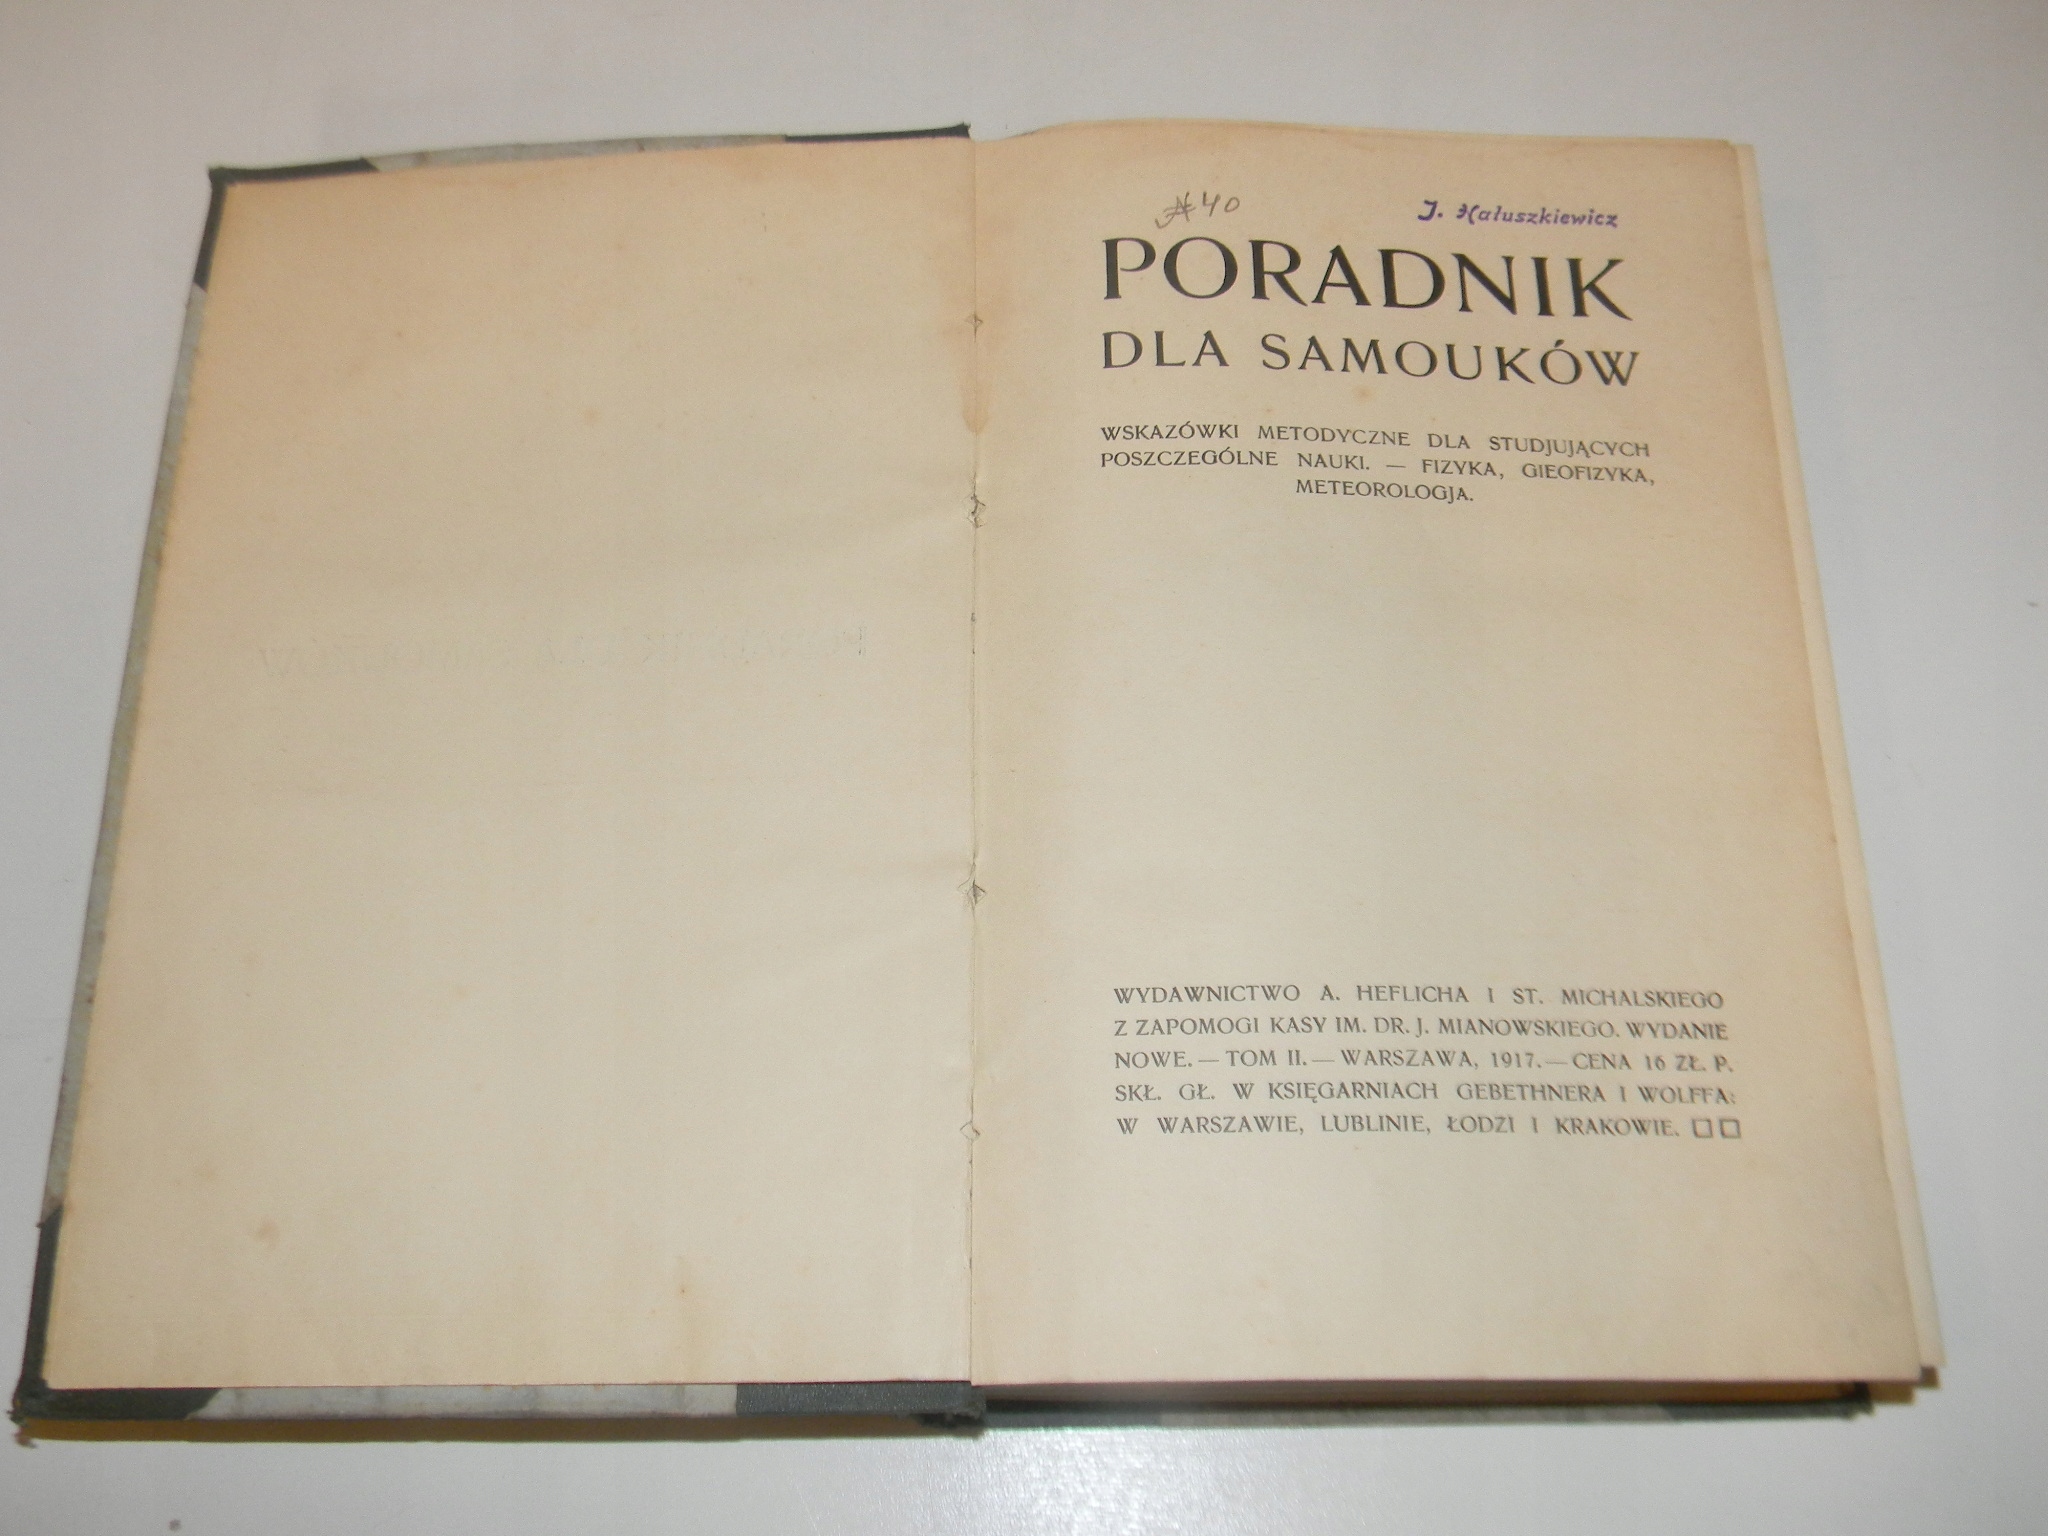 40
J. Hałuszkiewicz
PORADNIK
DLA SAMOUKÓW
WSKAZÓWKI METODYCZNE DLA STUDJUJĄCYCH
POSZCZEGÓLNE NAUKI. — FIZYKA, GIEOFIZYKA,
METEOROLOGJA.
WYDAWNICTWO A. HEFLICHA I ST. MICHALSKIEGO
Z ZAPOMOGI KASY IM. DR. J. MIANOWSKIEGO. WYDANIE
NOWE. — TOM II. — WARSZAWA, 1917. — CENA 16 ZŁ. P.
SKŁ. GŁ. W KSIĘGARNIACH GEBETHNERA I WOLFFA:
W WARSZAWIE, LUBLINIE, ŁODZI I KRAKOWIE.